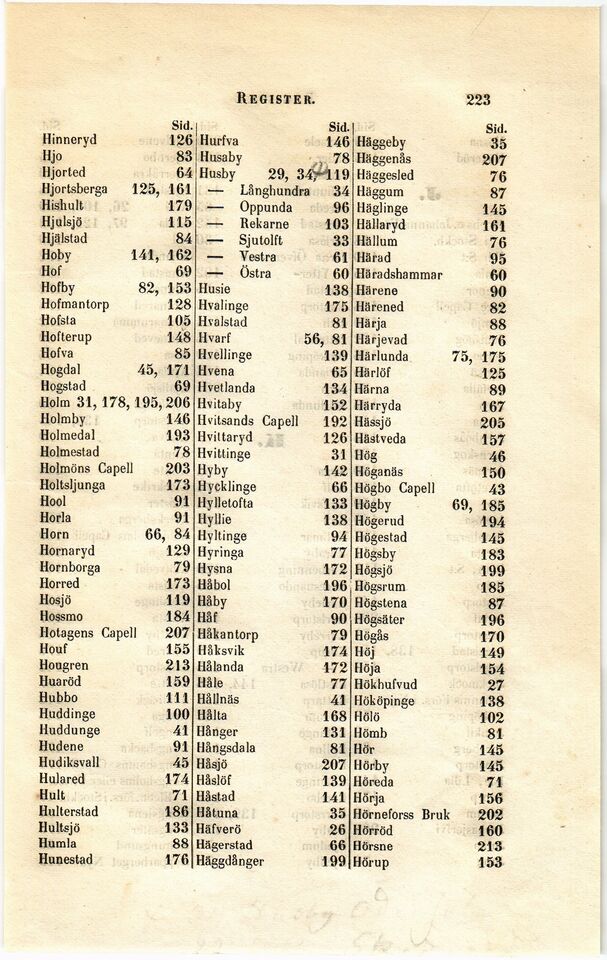 REGISTER. 223
Sid.
Hinneryd 126
Hjo 83
Hjorted 64
Hjortsberga 125, 161
Hishult 179
Hjulsjö 115
Hjälstad 84
Hoby 141, 162
Hof 69
Hofby 82, 153
Hofmantorp 128
Hofsta 105
Hofterup 148
Hofva 85
Hogdal 45, 171
Hogstad 69
Holm 31, 178, 195, 206
Holmby 146
Holmedal 193
Holmestad 78
Holmöns Capell 203
Holtsljunga 173
Hool 91
Horla 91
Horn 66, 84
Hornaryd 129
Hornborga 79
Horred 173
Hosjö 119
Hossmo 184
Hotagens Capell 207
Houf 155
Hougren 213
Huaröd 159
Hubbo 111
Huddinge 100
Huddunge 41
Hudene 91
Hudiksvall 45
Hulared 174
Hult 71
Hulterstad 186
Hultsjö 133
Humla 88
Hunestad 176
Sid.
Hurfva 146
Husaby 78
Husby 29, 34, 119
— Långhundra 34
— Oppunda 96
— Rekarne 103
— Sjutolft 33
— Vestra 61
— Östra 60
Husie 138
Hvalinge 175
Hvalstad 81
Hvarf 56, 81
Hvellinge 139
Hvena 65
Hvetlanda 134
Hvitaby 152
Hvitsands Capell 192
Hvittaryd 126
Hvittinge 31
Hyby 142
Hycklinge 66
Hylletofta 133
Hyllie 138
Hyltinge 94
Hyringa 77
Hysna 172
Håbol 196
Håby 170
Håf 90
Håkantorp 79
Håksvik 174
Hålanda 172
Håle 77
Hållnäs 41
Hålta 168
Hånger 131
Hångsdala 81
Håsjö 207
Håslöf 139
Håstad 141
Håtuna 35
Häfverö 26
Hägerstad 66
Häggdånger 199
Sid.
Häggeby 35
Häggenås 207
Häggesled 76
Häggum 87
Häglinge 145
Hällaryd 161
Hällum 76
Härad 95
Häradshammar 60
Härene 90
Härened 82
Härja 88
Härjevad 76
Härlunda 75, 175
Härlöf 125
Härna 89
Härryda 167
Hässjö 205
Hästveda 157
Hög 46
Höganäs 150
Högbo Capell 43
Högby 69, 185
Högerud 194
Högestad 145
Högsby 183
Högsjö 199
Högsrum 185
Högstena 87
Högsäter 196
Högås 170
Höj 149
Höja 154
Hökhufvud 27
Hököpinge 138
Hölö 102
Hömb 81
Hör 145
Hörby 145
Höreda 71
Hörja 156
Hörneforss Bruk 202
Hörröd 160
Hörsne 213
Hörup 153